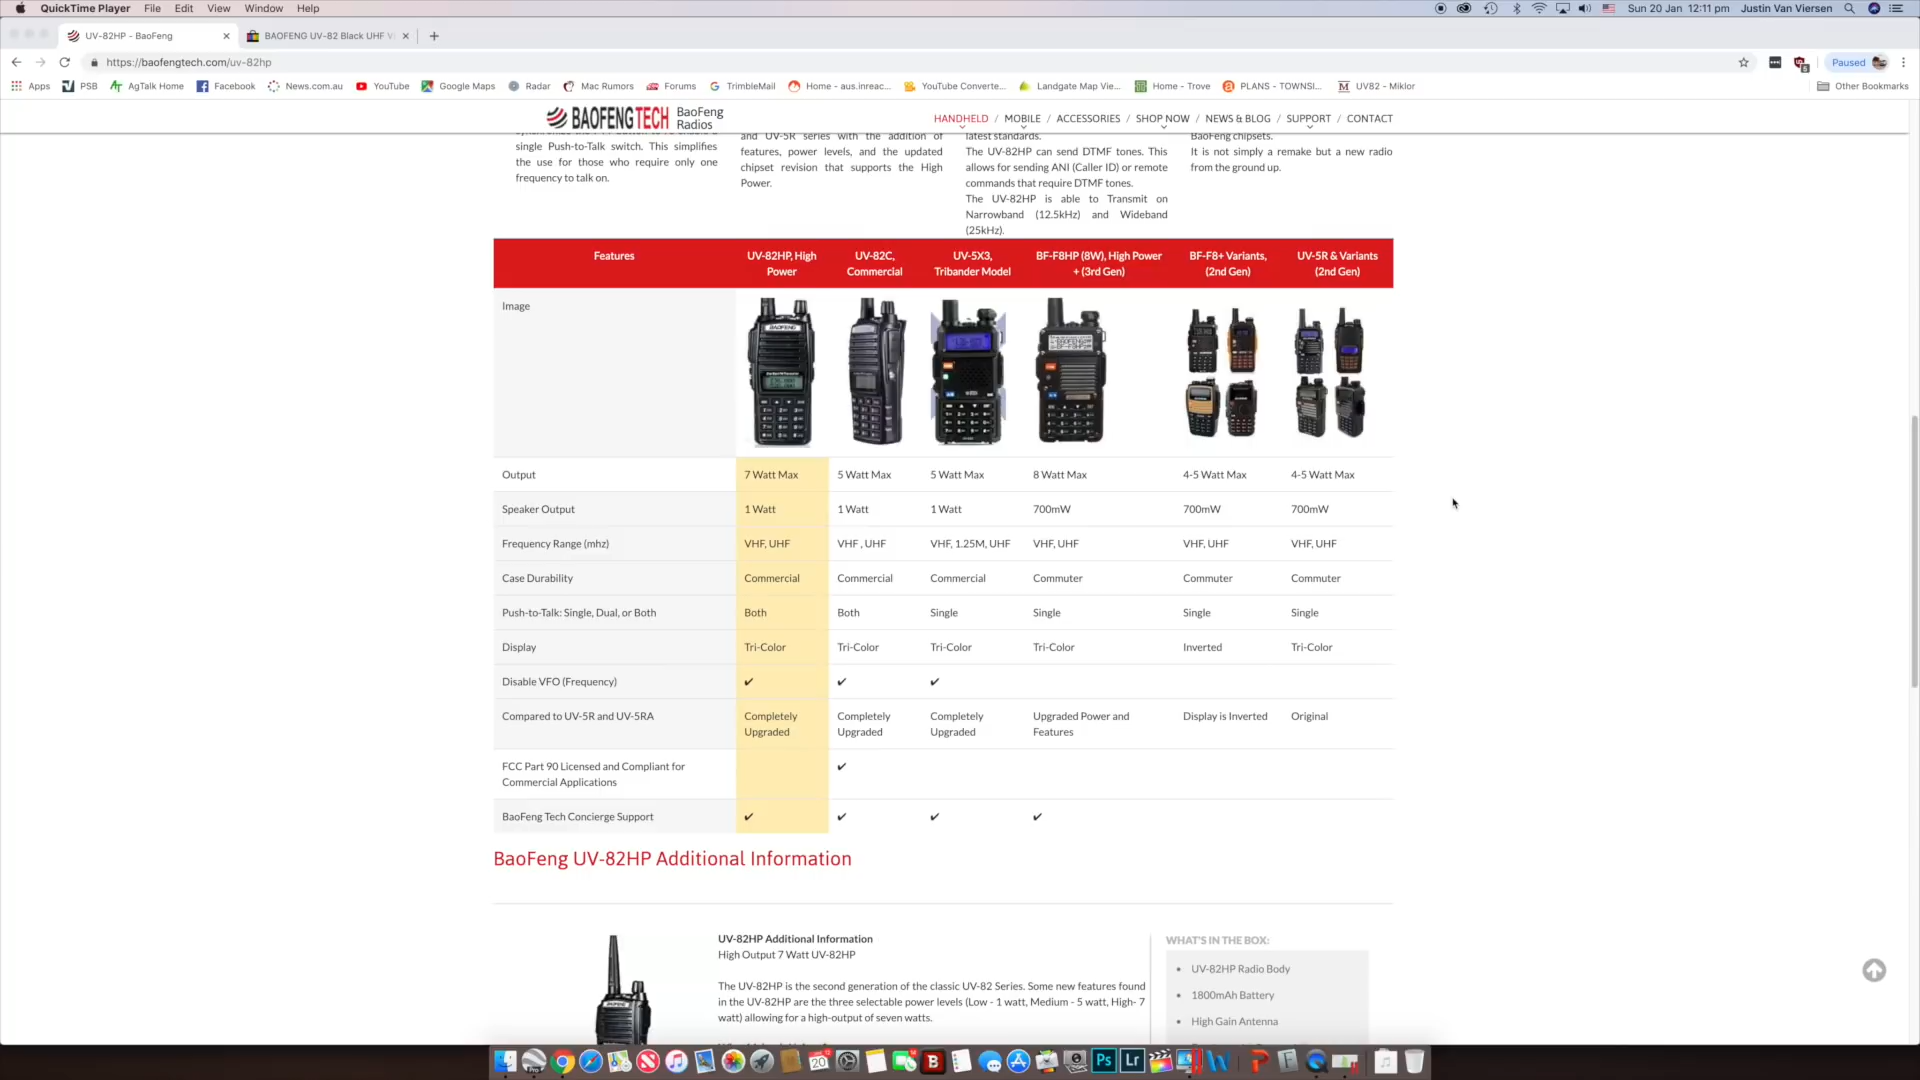 QuickTime Player File Edit View Window Help
Sun 20 Jan 12:11 pm Justin Van Viersen
UV-82HP - BaoFeng
BAOFENG UV-82 Black UHF V
https://baofengtech.com/uv-82hp
Paused
Apps PSB AgTalk Home Facebook News.com.au YouTube Google Maps Radar Mac Rumors Forums TrimbleMail Home - aus.inreac... YouTube Converte... Landgate Map Vie... Home - Trove PLANS - TOWNSI... UV82 - Miklor Other Bookmarks
BAOFENGTECH
BaoFeng
Radios
HANDHELD / MOBILE / ACCESSORIES / SHOP NOW / NEWS & BLOG / SUPPORT / CONTACT
single Push-to-Talk switch. This simplifies
the use for those who require only one
frequency to talk on.
and UV-5R series with the addition of
features, power levels, and the updated
chipset revision that supports the High
Power.
latest standards.
The UV-82HP can send DTMF tones. This
allows for sending ANI (Caller ID) or remote
commands that require DTMF tones.
The UV-82HP is able to Transmit on
Narrowband (12.5kHz) and Wideband
(25kHz).
BaoFeng chipsets.
It is not simply a remake but a new radio
from the ground up.
Features
UV-82HP, High
Power
UV-82C,
Commercial
UV-5X3,
Tribander Model
BF-F8HP (8W), High Power
+ (3rd Gen)
BF-F8+ Variants,
(2nd Gen)
UV-5R & Variants
(2nd Gen)
Image
Output 7 Watt Max 5 Watt Max 5 Watt Max 8 Watt Max 4-5 Watt Max 4-5 Watt Max
Speaker Output 1 Watt 1 Watt 1 Watt 700mW 700mW 700mW
Frequency Range (mhz) VHF, UHF VHF , UHF VHF, 1.25M, UHF VHF, UHF VHF, UHF VHF, UHF
Case Durability Commercial Commercial Commercial Commuter Commuter Commuter
Push-to-Talk: Single, Dual, or Both Both Both Single Single Single Single
Display Tri-Color Tri-Color Tri-Color Tri-Color Inverted Tri-Color
Disable VFO (Frequency) ✔ ✔ ✔
Compared to UV-5R and UV-5RA
Completely
Upgraded
Completely
Upgraded
Completely
Upgraded
Upgraded Power and
Features
Display is Inverted
Original
FCC Part 90 Licensed and Compliant for
Commercial Applications
✔
BaoFeng Tech Concierge Support ✔ ✔ ✔ ✔
BaoFeng UV-82HP Additional Information
UV-82HP Additional Information
High Output 7 Watt UV-82HP
The UV-82HP is the second generation of the classic UV-82 Series. Some new features found
in the UV-82HP are the three selectable power levels (Low - 1 watt, Medium - 5 watt, High- 7
watt) allowing for a high-output of seven watts.
WHAT'S IN THE BOX:
• UV-82HP Radio Body
• 1800mAh Battery
• High Gain Antenna
20
Ps
Lr